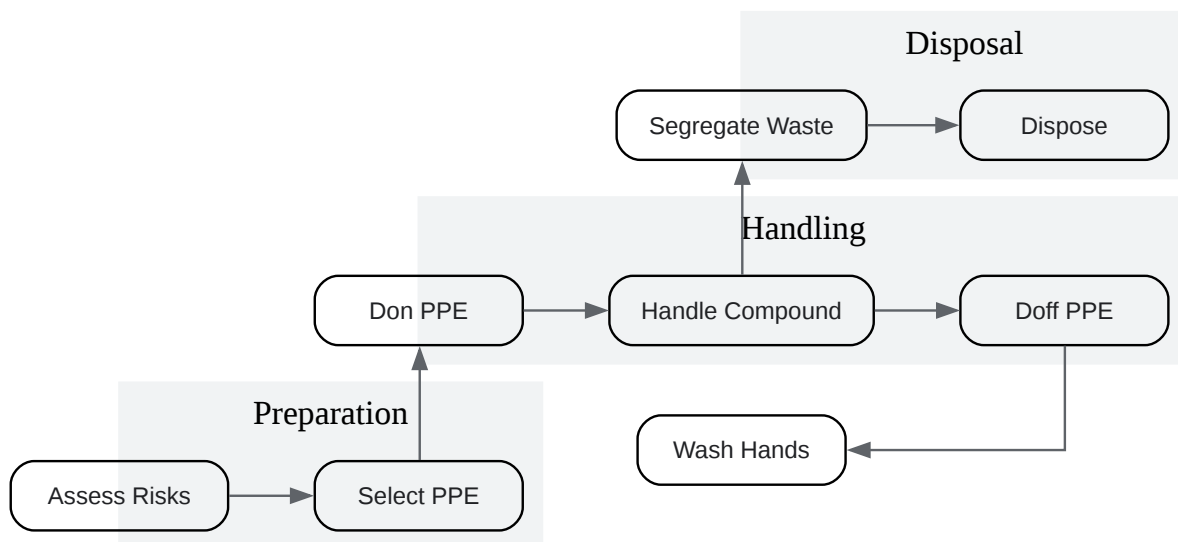 Disposal
Segregate Waste
Dispose
Handling
Don PPE
Handle Compound
Doff PPE
Preparation
Wash Hands
Assess Risks
Select PPE